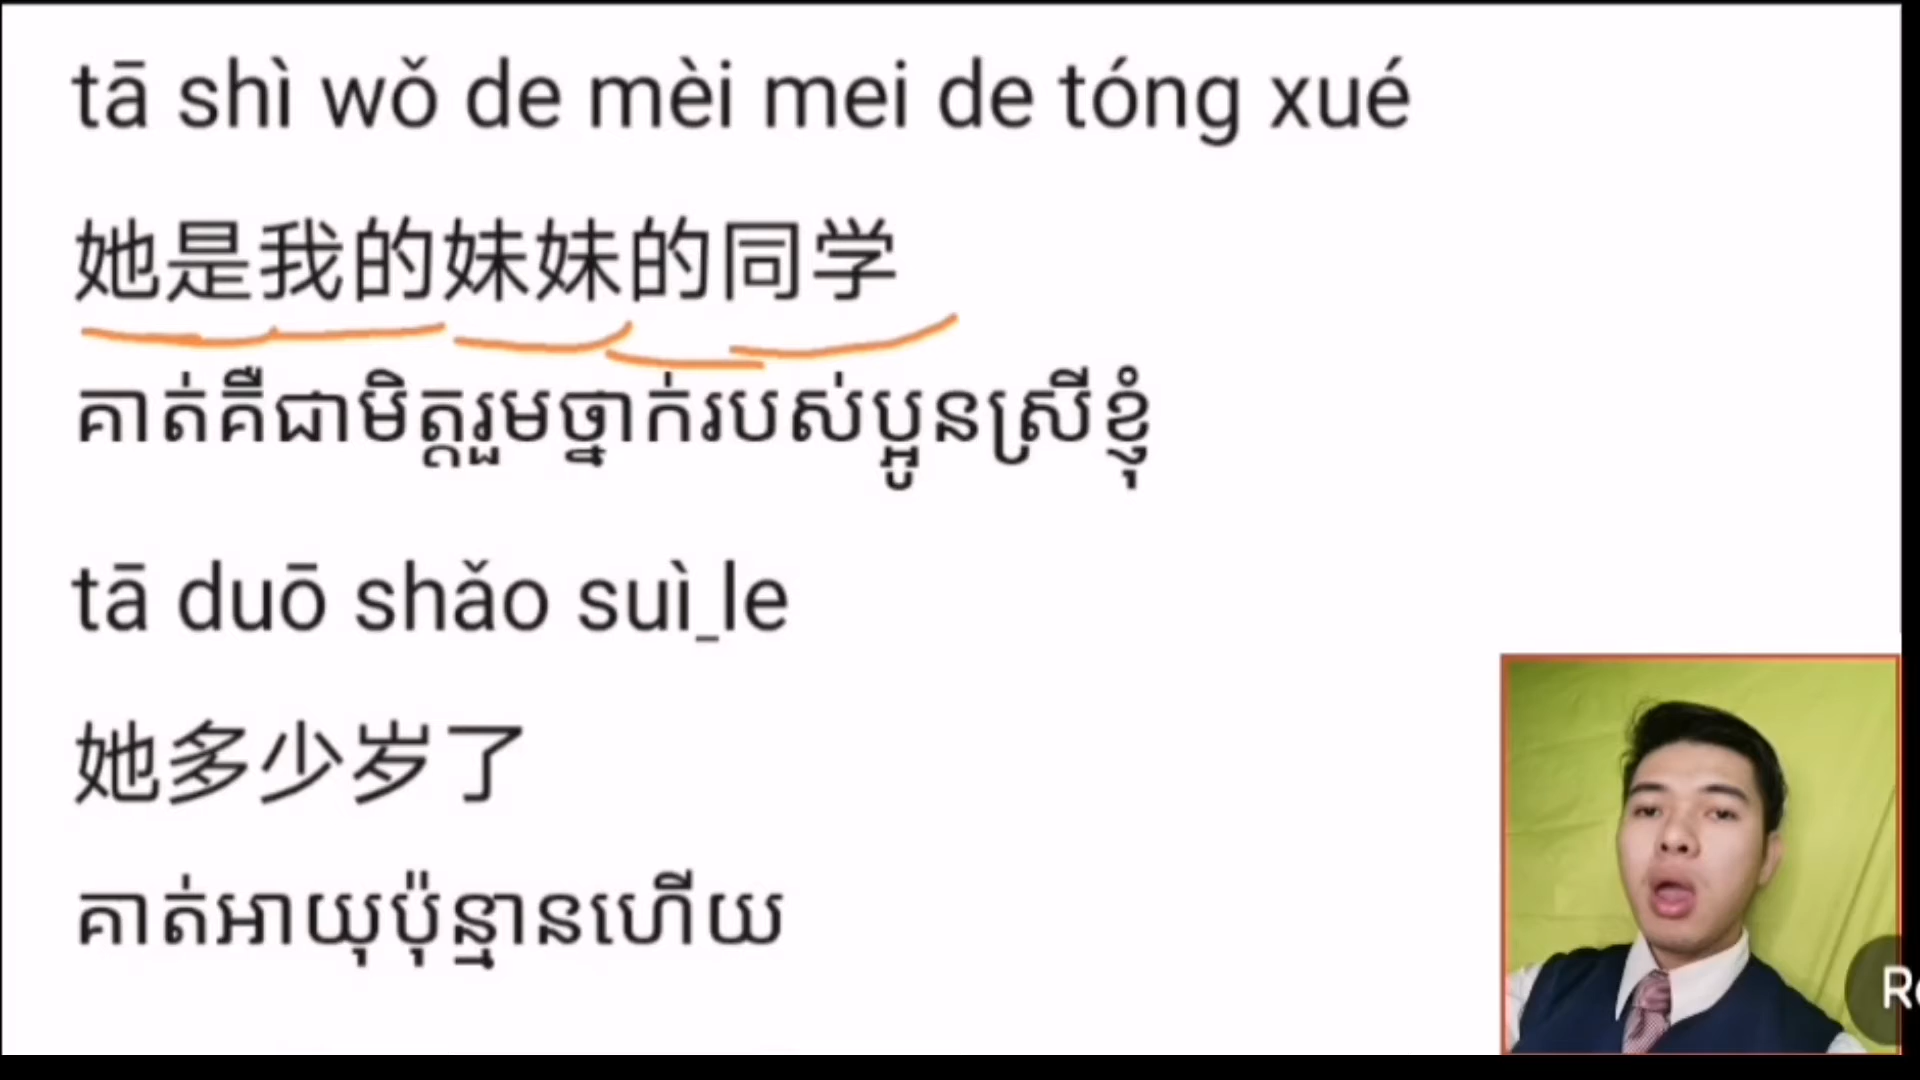 tā shì wǒ de mèi mei de tóng xué
她是我的妹妹的同学
គាត់គឺជាមិត្តរួមថ្នាក់របស់ប្អូនស្រីខ្ញុំ
tā duō shǎo suì_le
她多少岁了
គាត់អាយុប៉ុន្មានហើយ